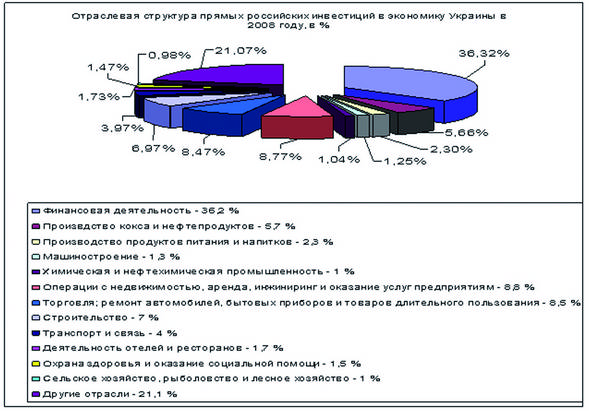 Отраслевая структура прямых российских инвестиций в экономику Украины в
2008 году, в %
0,98%
21,07%
36,32%
1,47%
1,73%
3,97%
6,97%
8,47%
8,77%
1,04%
1,25%
2,30%
5,66%
Финансовая деятельность - 36,2 %
Произвдство кокса и нефтепродуктов - 5,7 %
Производство продуктов питания и напитков - 2,3 %
Машиностроение - 1,3 %
Химическая и нефтехимическая промышленность - 1 %
Операции с недвижимостью, аренда, инжиниринг и оказание услуг предприятиям - 8,8 %
Торговля; ремонт автомобилей, бытовых приборов и товаров длительного пользования - 8,5 %
Строительство - 7 %
Транспорт и связь - 4 %
Деятельность отелей и ресторанов - 1,7 %
Охрана здоровья и оказание социальной помощи - 1,5 %
Сельское хозяйство, рыболовство и лесное хозяйство - 1 %
Другие отрасли - 21,1 %